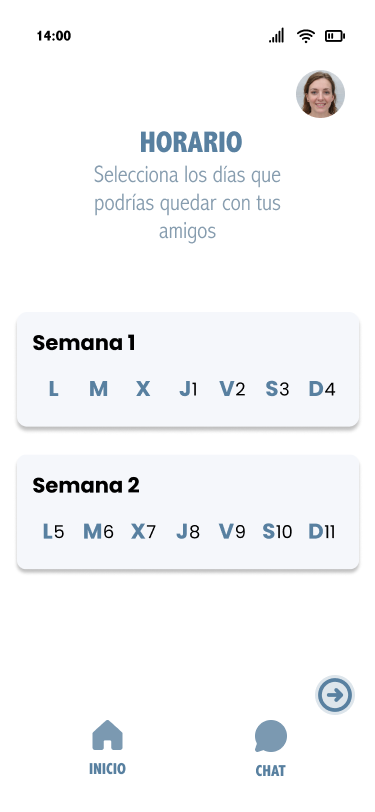 14:00
HORARIO
Selecciona los días que
podrías quedar con tus
amigos
Semana 1
L M X J1 V2 S3 D4
Semana 2
L5 M6 X7 J8 V9 S10 D11
INICIO CHAT